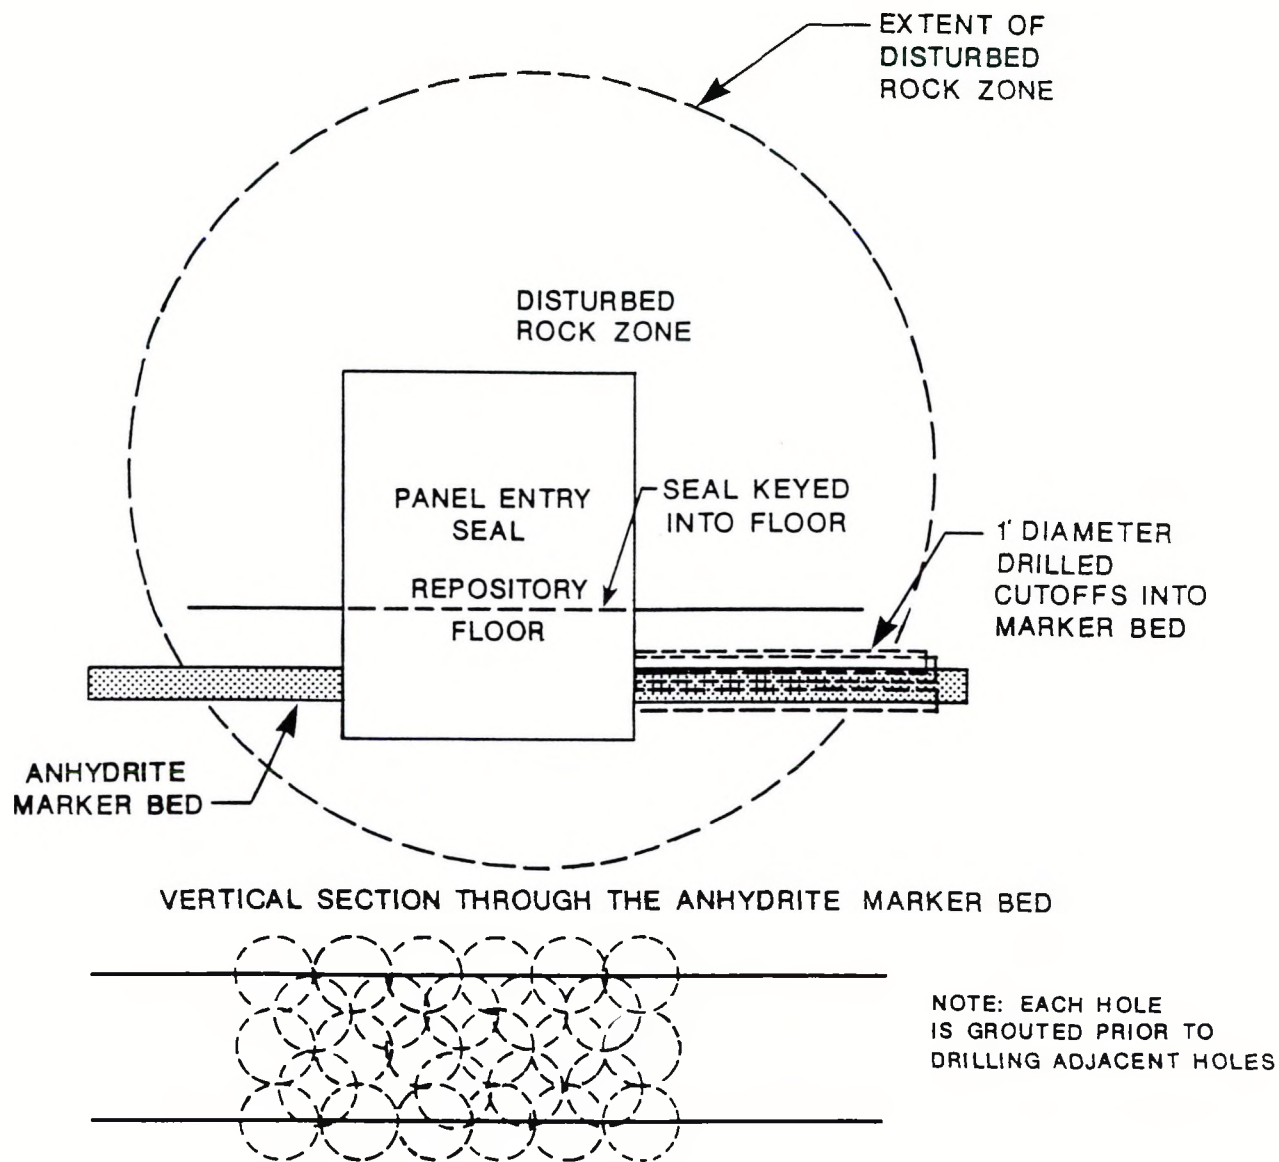 EXTENT OF
DISTURBED
ROCK ZONE
DISTURBED
ROCK ZONE
PANEL ENTRY
SEAL
SEAL KEYED
INTO FLOOR
1' DIAMETER
DRILLED
CUTOFFS INTO
MARKER BED
REPOSITORY
FLOOR
ANHYDRITE
MARKER BED
VERTICAL SECTION THROUGH THE ANHYDRITE MARKER BED
NOTE: EACH HOLE
IS GROUTED PRIOR TO
DRILLING ADJACENT HOLES